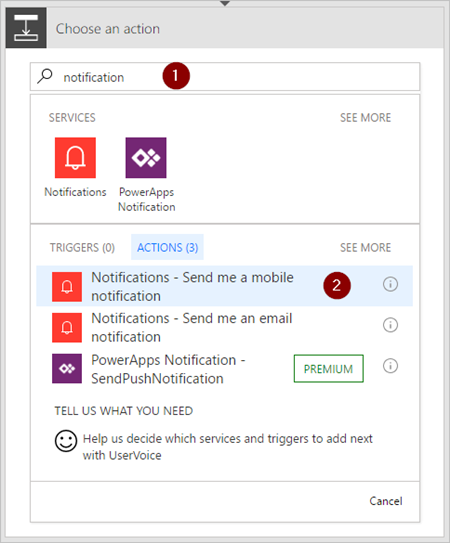 Choose an action
notification
1
SERVICES
SEE MORE
Notifications
PowerApps
Notification
TRIGGERS (0)
ACTIONS (3)
SEE MORE
Notifications - Send me a mobile
notification
2
Notifications - Send me an email
notification
PowerApps Notification -
SendPushNotification
PREMIUM
TELL US WHAT YOU NEED
Help us decide which services and triggers to add next
with UserVoice
Cancel